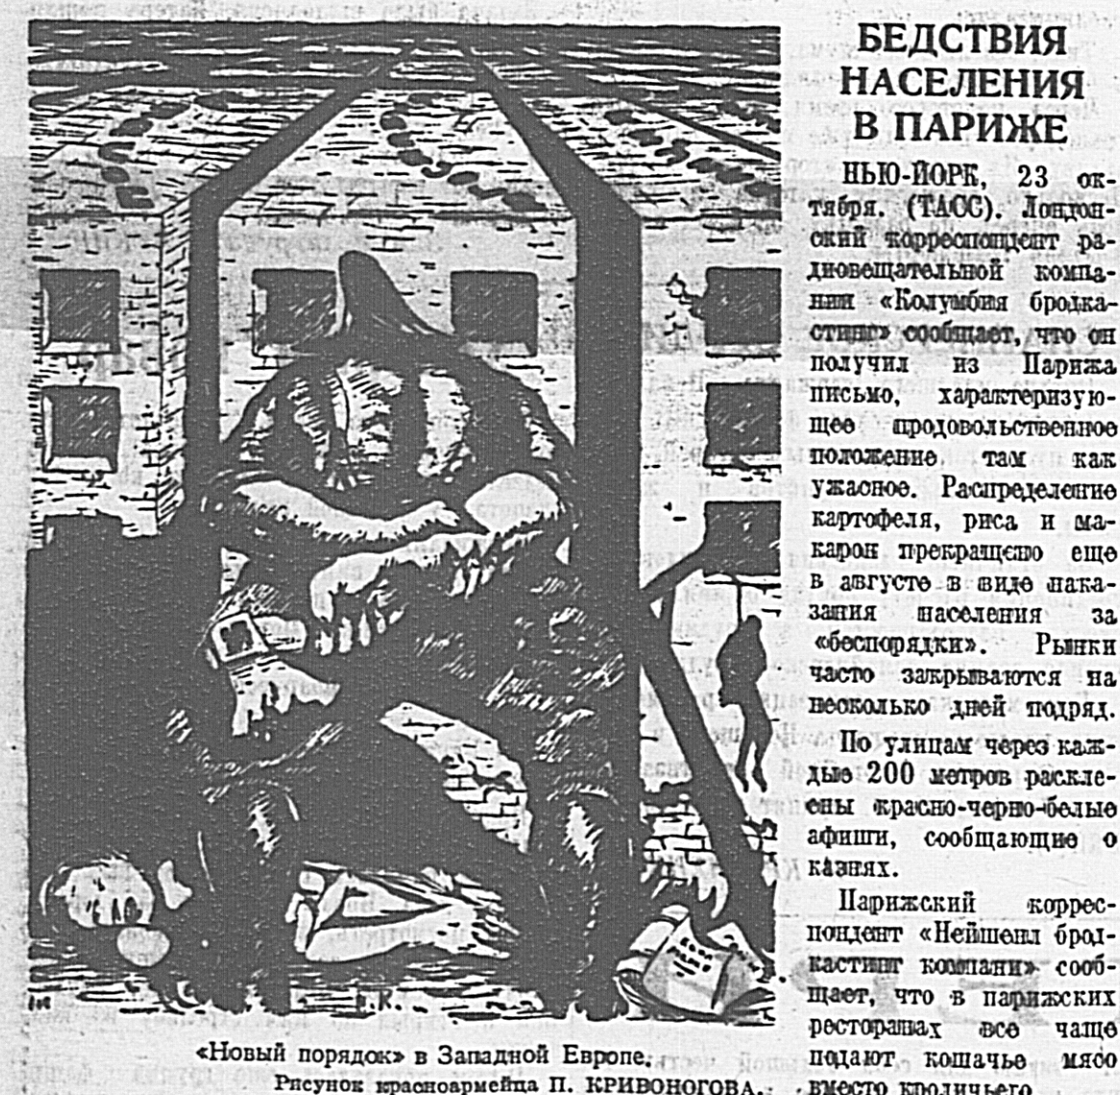 «Новый порядок» в Западной Европе.
Рисунок красноармейца П. КРИВОНОГОВА.
БЕДСТВИЯ
НАСЕЛЕНИЯ
В ПАРИЖЕ
НЬЮ-ЙОРК, 23 ок-
тября. (ТАСС). Лондон-
ский корреспондент ра-
диовещательной компа-
нии «Колумбия бродка-
стинг» сообщает, что он
получил из Парижа
письмо, характеризую-
щее продовольственное
положение там как
ужасное. Распределение
картофеля, риса и ма-
карон прекращено еще
в августе в виде нака-
зания населения за
«беспорядки». Рынки
часто закрываются на
несколько дней подряд.
По улицам через каж-
дые 200 метров раскле-
ены красно-черно-белые
афиши, сообщающие о
казнях.
Парижский коррес-
пондент «Нейшенл брод-
кастинг компани» сооб-
щает, что в парижских
ресторанах все чаще
подают кошачье мясо
вместо кроличьего